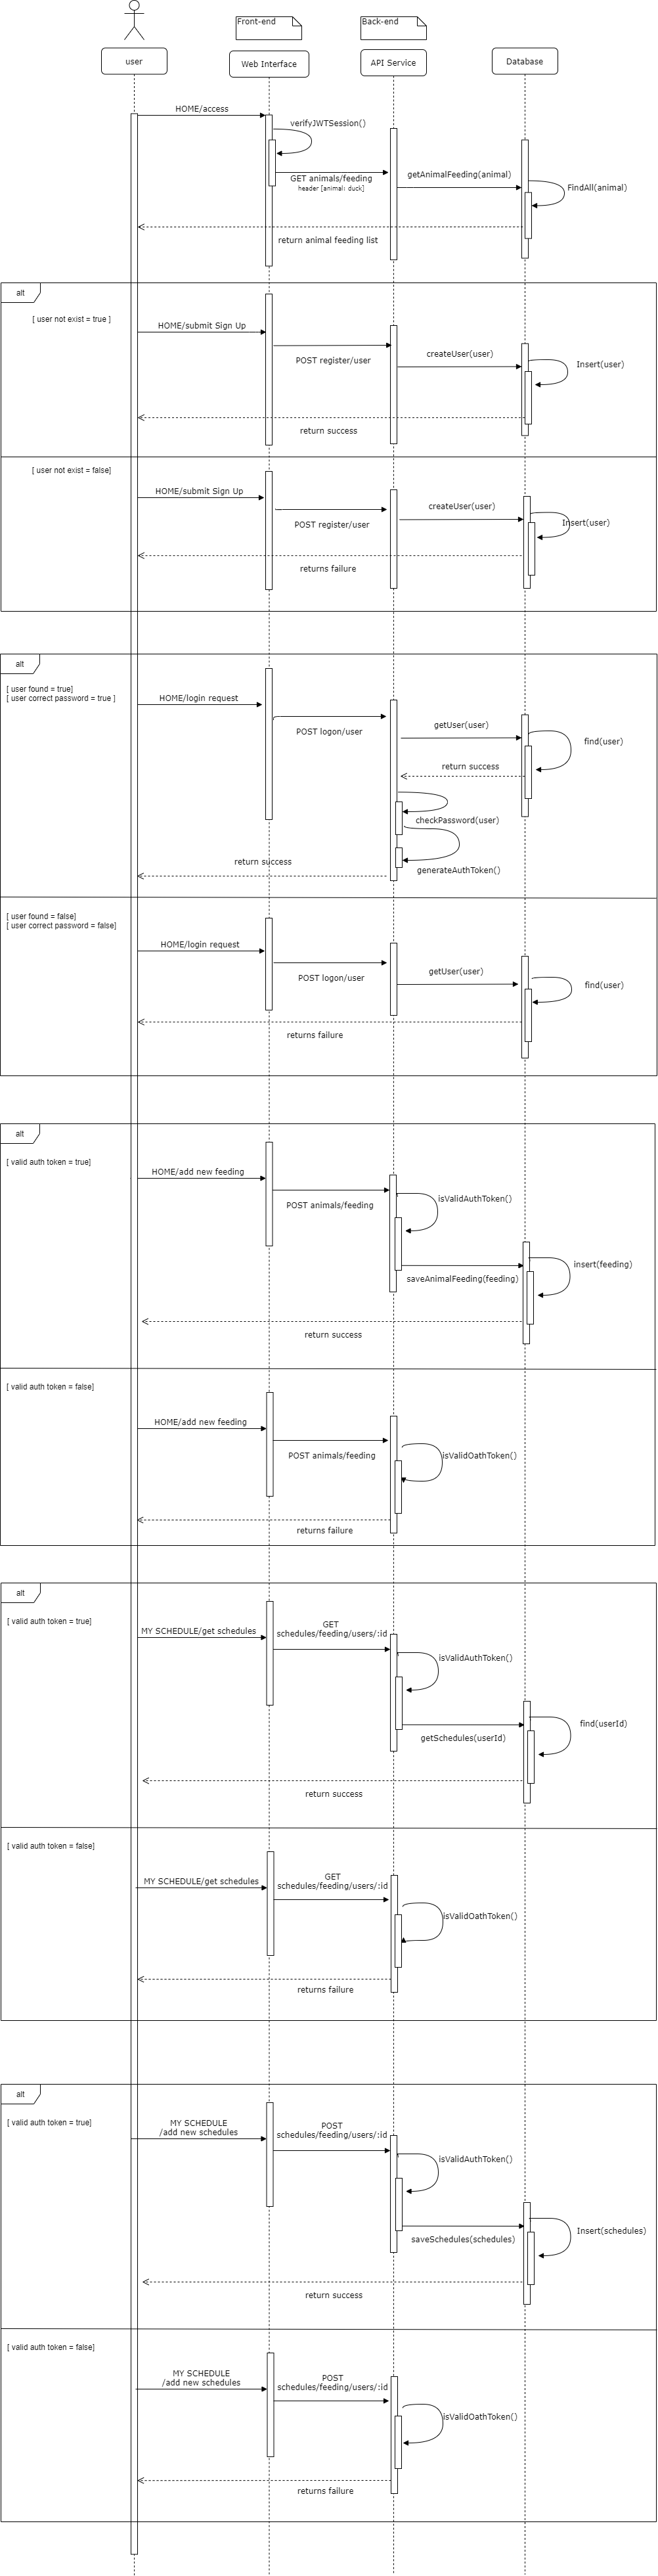 Front-end
Back-end
user
Web Interface
API Service
Database
HOME/access
verifyJWTSession()
GET animals/feeding
header [animal: duck]
getAnimalFeeding(animal)
FindAll(animal)
return animal feeding list
alt
[ user not exist = true ]
HOME/submit Sign Up
POST register/user
createUser(user)
Insert(user)
return success
[ user not exist = false]
HOME/submit Sign Up
POST register/user
createUser(user)
Insert(user)
returns failure
alt
[ user found = true]
[ user correct password = true ]
HOME/login request
POST logon/user
getUser(user)
find(user)
return success
checkPassword(user)
return success
generateAuthToken()
[ user found = false]
[ user correct password = false]
HOME/login request
POST logon/user
getUser(user)
find(user)
returns failure
alt
[ valid auth token = true]
HOME/add new feeding
POST animals/feeding
isValidAuthToken()
saveAnimalFeeding(feeding)
insert(feeding)
return success
[ valid auth token = false]
HOME/add new feeding
POST animals/feeding
isValidOathToken()
returns failure
alt
[ valid auth token = true]
MY SCHEDULE/get schedules
GET
schedules/feeding/users/:id
isValidAuthToken()
getSchedules(userId)
find(userId)
return success
[ valid auth token = false]
MY SCHEDULE/get schedules
GET
schedules/feeding/users/:id
isValidOathToken()
returns failure
alt
[ valid auth token = true]
MY SCHEDULE
/add new schedules
POST
schedules/feeding/users/:id
isValidAuthToken()
saveSchedules(schedules)
Insert(schedules)
return success
[ valid auth token = false]
MY SCHEDULE
/add new schedules
POST
schedules/feeding/users/:id
isValidOathToken()
returns failure